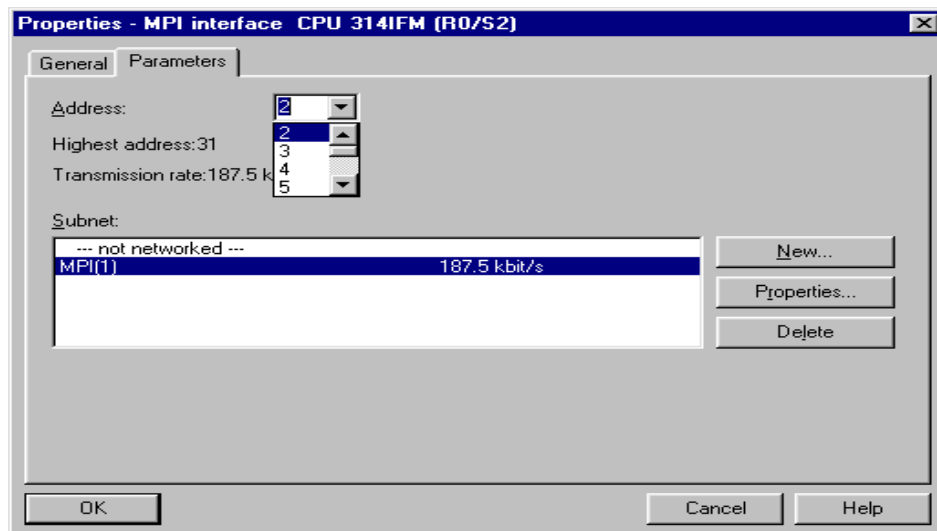 Properties - MPI interface CPU 314IFM (R0/S2)
General Parameters
Address: 2
2
Highest address:31
3
Transmission rate:187.5 k
4
5
Subnet:
--- not networked ---
MPI(1) 187.5 kbit/s
New...
Properties...
Delete
OK Cancel Help